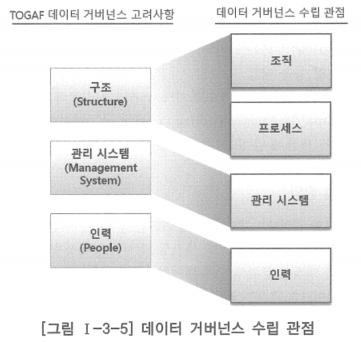 TOGAF 데이터 거버넌스 고려사항
데이터 거버넌스 수립 관점
구조
(Structure)
관리 시스템
(Management
System)
인력
(People)
조직
프로세스
관리 시스템
인력
[그림 Ⅰ-3-5] 데이터 거버넌스 수립 관점